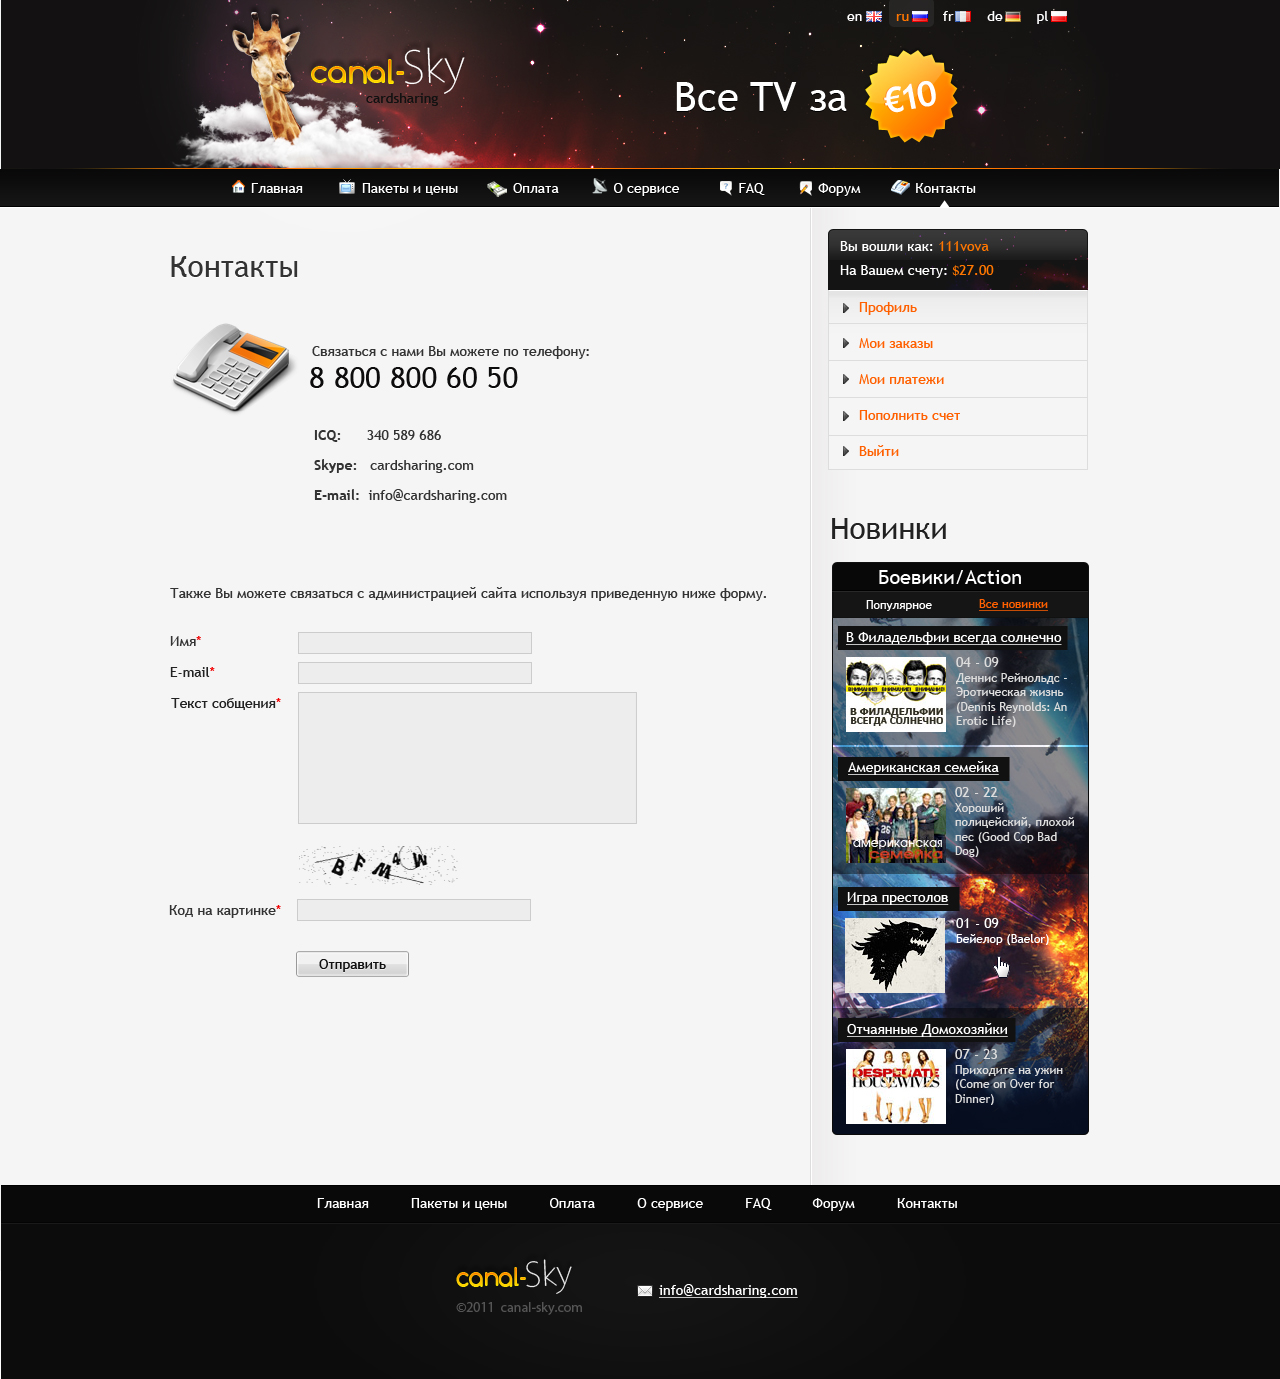 en ru fr de pl
canal-Sky
cardsharing
Все TV за €10
Главная Пакеты и цены Оплата О сервисе FAQ Форум Контакты
Контакты
Связаться с нами Вы можете по телефону:
8 800 800 60 50
ICQ: 340 589 686
Skype: cardsharing.com
E-mail: info@cardsharing.com
Также Вы можете связаться с администрацией сайта используя приведенную ниже форму.
Имя*
E-mail*
Текст собщения*
BFM4W
Код на картинке*
Отправить
Вы вошли как: 111vova
На Вашем счету: $27.00
Профиль
Мои заказы
Мои платежи
Пополнить счет
Выйти
Новинки
Боевики/Action
Популярное Все новинки
В Филадельфии всегда солнечно
ВНИМАНИЕ ВНИМАНИЕ ВНИМАНИЕ
В ФИЛАДЕЛЬФИИ
ВСЕГДА СОЛНЕЧНО
04 - 09
Деннис Рейнольдс -
Эротическая жизнь
(Dennis Reynolds: An
Erotic Life)
Американская семейка
американская
семейка
02 - 22
Хороший
полицейский, плохой
пес (Good Cop Bad
Dog)
Игра престолов
01 - 09
Бейелор (Baelor)
Отчаянные Домохозяйки
DESPERATE
HOUSEWIVES
07 - 23
Приходите на ужин
(Come on Over for
Dinner)
Главная Пакеты и цены Оплата О сервисе FAQ Форум Контакты
canal-Sky
©2011 canal-sky.com
info@cardsharing.com